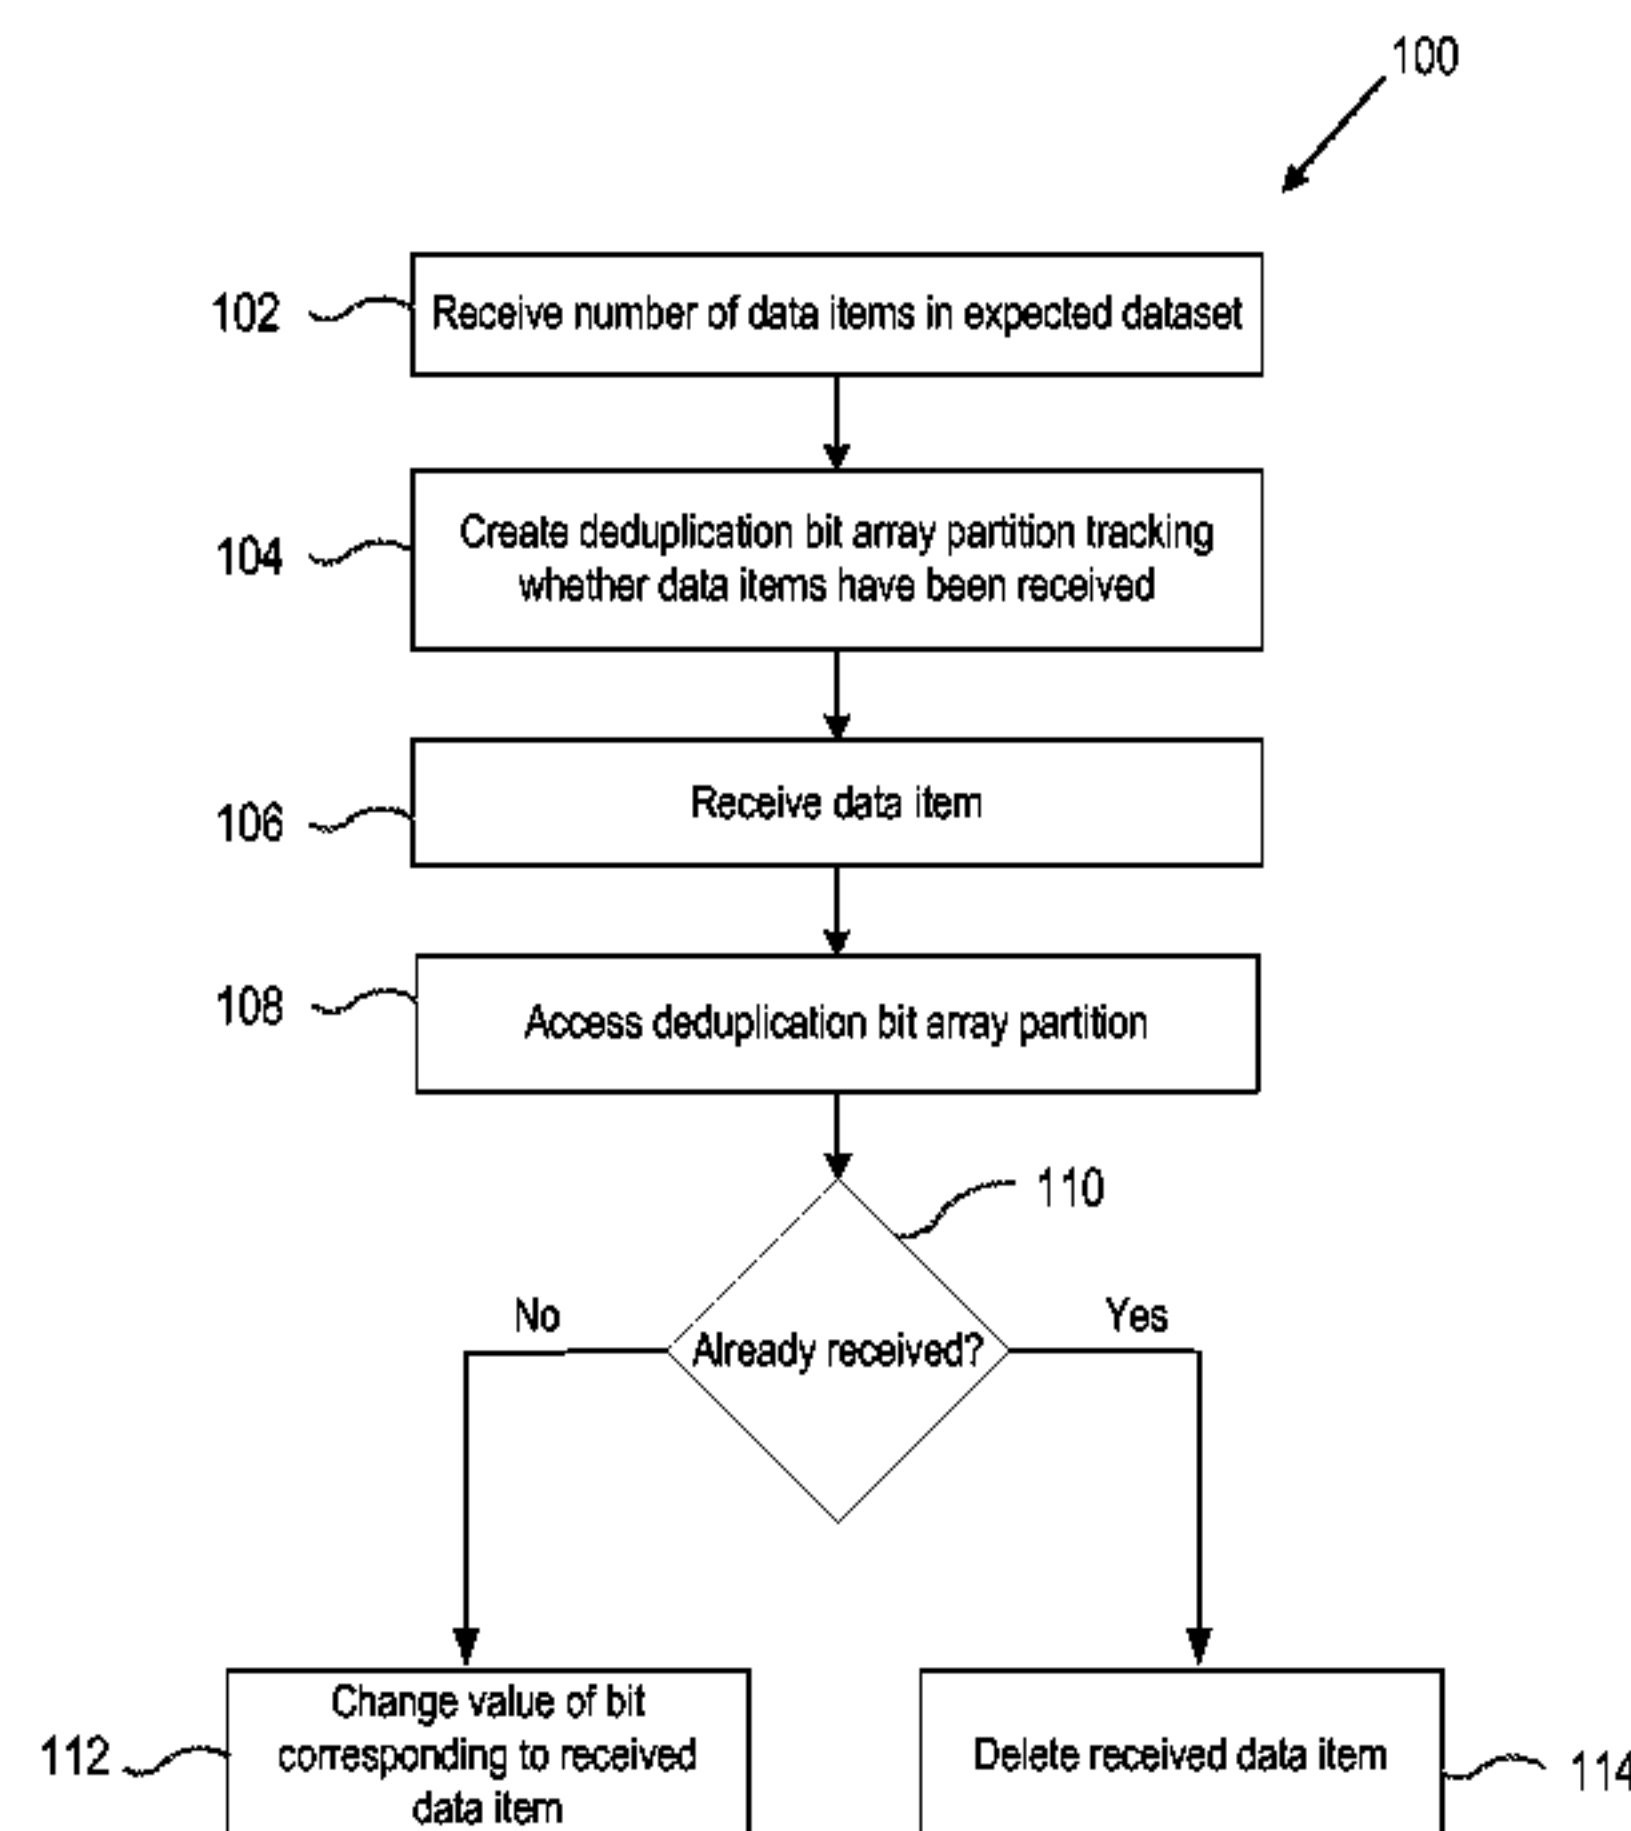 100
102
Receive number of data items in expected dataset
104
Create deduplication bit array partition tracking
whether data items have been received
106
Receive data item
108
Access deduplication bit array partition
110
No
Already received?
Yes
112
Change value of bit
corresponding to received
data item
Delete received data item
114